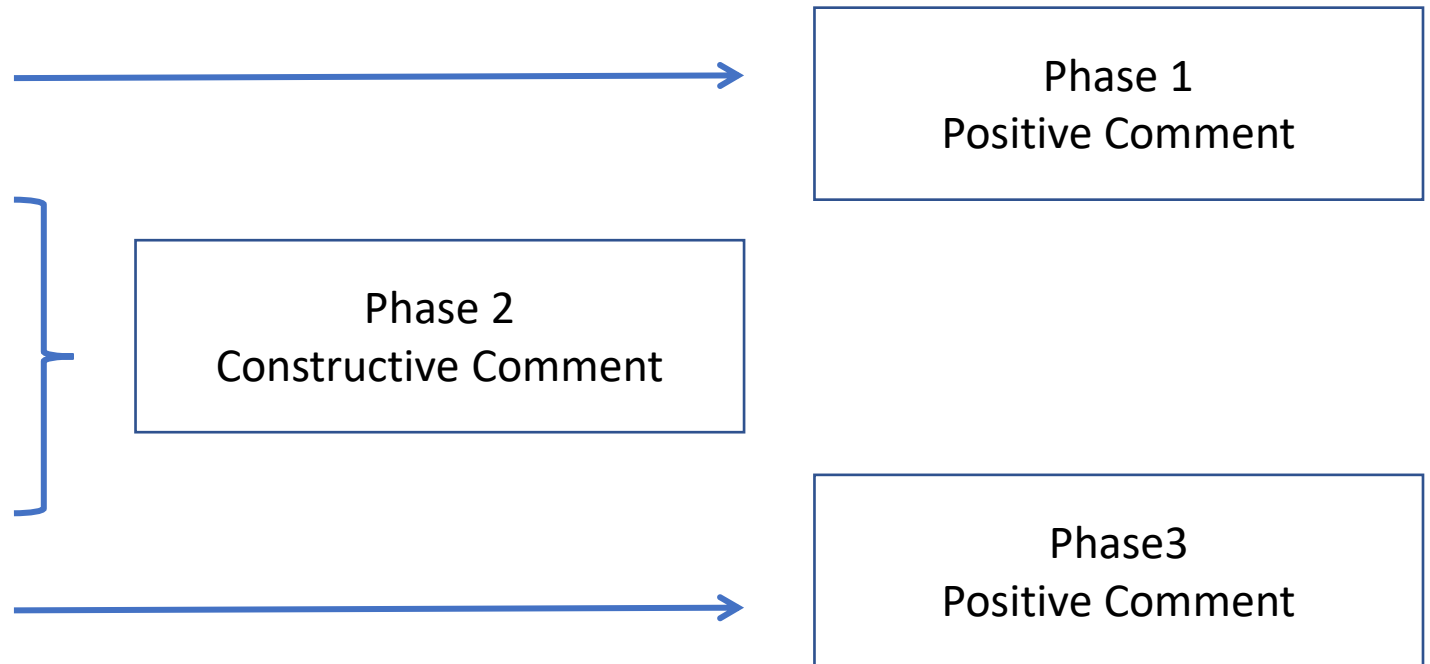 Phase 1
Positive Comment
Phase 2
Constructive Comment
Phase3
Positive Comment